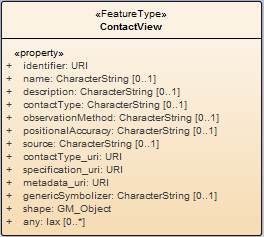 «FeatureType»
ContactView
«property»
+ identifier: URI
+ name: CharacterString [0..1]
+ description: CharacterString [0..1]
+ contactType: CharacterString [0..1]
+ observationMethod: CharacterString [0..1]
+ positionalAccuracy: CharacterString [0..1]
+ source: CharacterString [0..1]
+ contactType_uri: URI
+ specification_uri: URI
+ metadata_uri: URI
+ genericSymbolizer: CharacterString [0..1]
+ shape: GM_Object
+ any: lax [0..*]